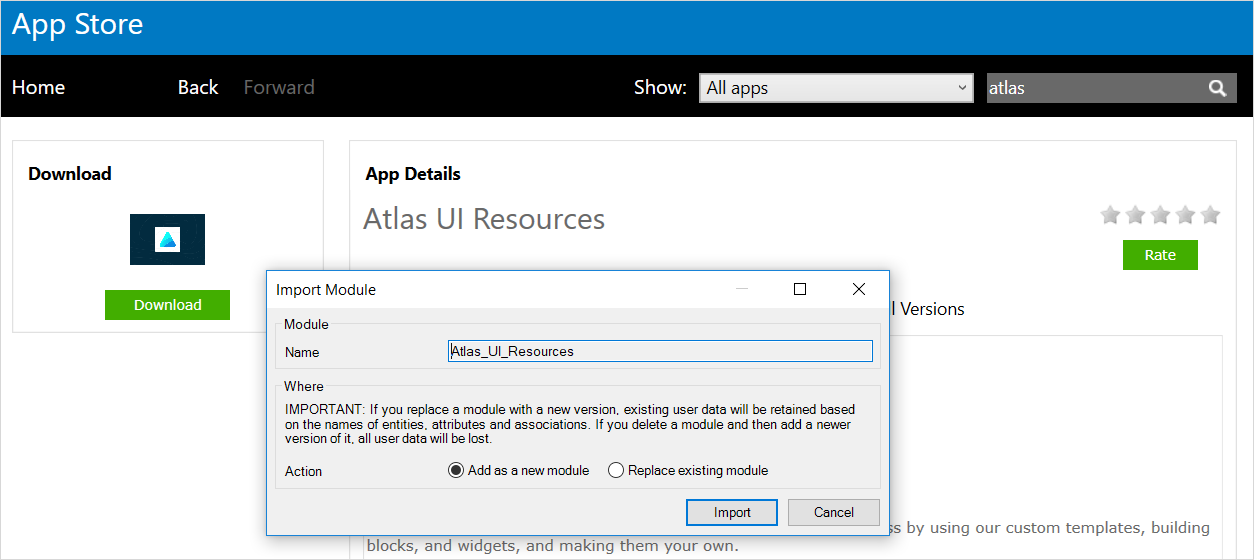 App Store
Home Back Forward Show: All apps atlas
Download
Download
App Details
Atlas UI Resources
Rate
Import Module
l Versions
Module
Name Atlas_UI_Resources
Where
IMPORTANT: If you replace a module with a new version, existing user data will be retained based
on the names of entities, attributes and associations. If you delete a module and then add a newer
version of it, all user data will be lost.
Action Add as a new module Replace existing module
Import Cancel
ss by using our custom templates, building
blocks, and widgets, and making them your own.